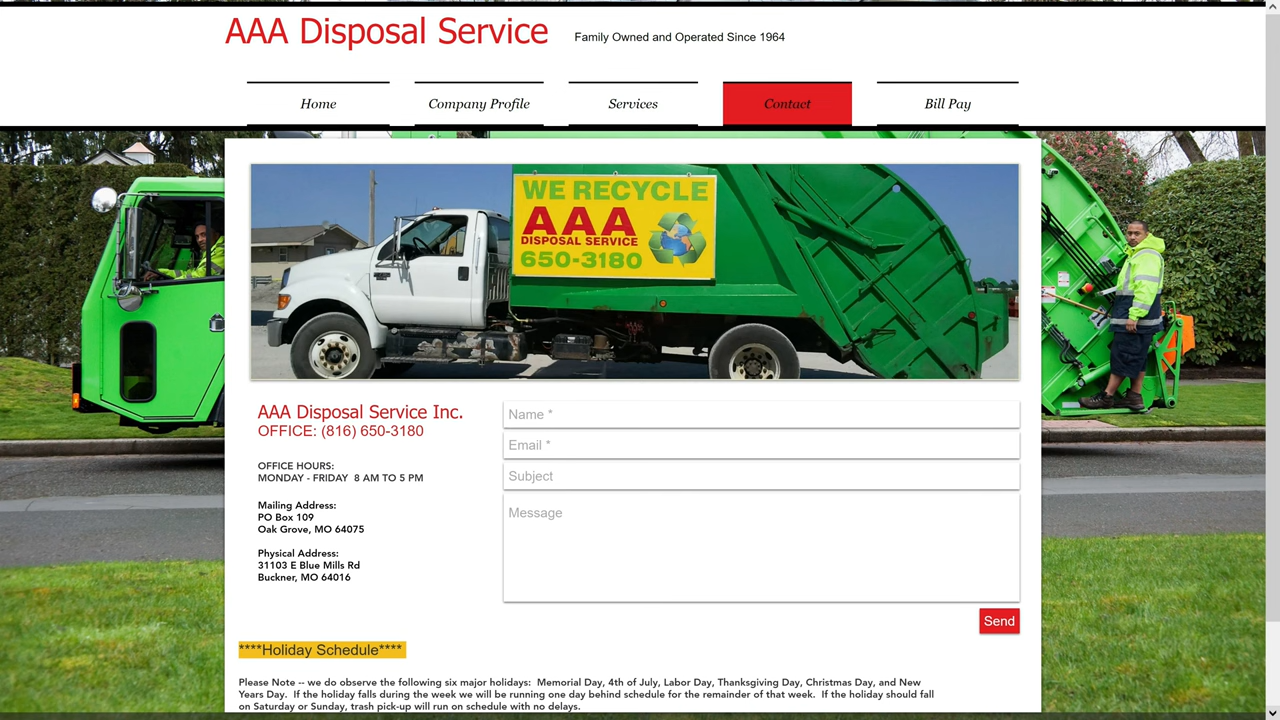 AAA Disposal Service
Family Owned and Operated Since 1964
Home
Company Profile
Services
Contact
Bill Pay
WE RECYCLE
AAA
DISPOSAL SERVICE
650-3180
AAA Disposal Service Inc.
OFFICE: (816) 650-3180
OFFICE HOURS:
MONDAY - FRIDAY  8 AM TO 5 PM
Mailing Address:
PO Box 109
Oak Grove, MO 64075
Physical Address:
31103 E Blue Mills Rd
Buckner, MO 64016
Name *
Email *
Subject
Message
Send
****Holiday Schedule****
Please Note -- we do observe the following six major holidays:  Memorial Day, 4th of July, Labor Day, Thanksgiving Day, Christmas Day, and New
Years Day.  If the holiday falls during the week we will be running one day behind schedule for the remainder of that week.  If the holiday should fall
on Saturday or Sunday, trash pick-up will run on schedule with no delays.